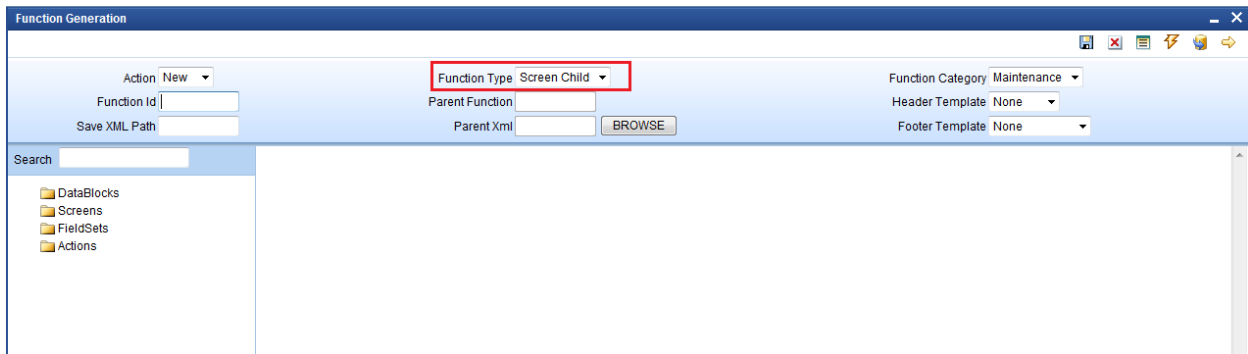 Function Generation
Action New Function Type Screen Child Function Category Maintenance
Function Id Parent Function Header Template None
Save XML Path Parent Xml BROWSE Footer Template None
Search
DataBlocks
Screens
FieldSets
Actions